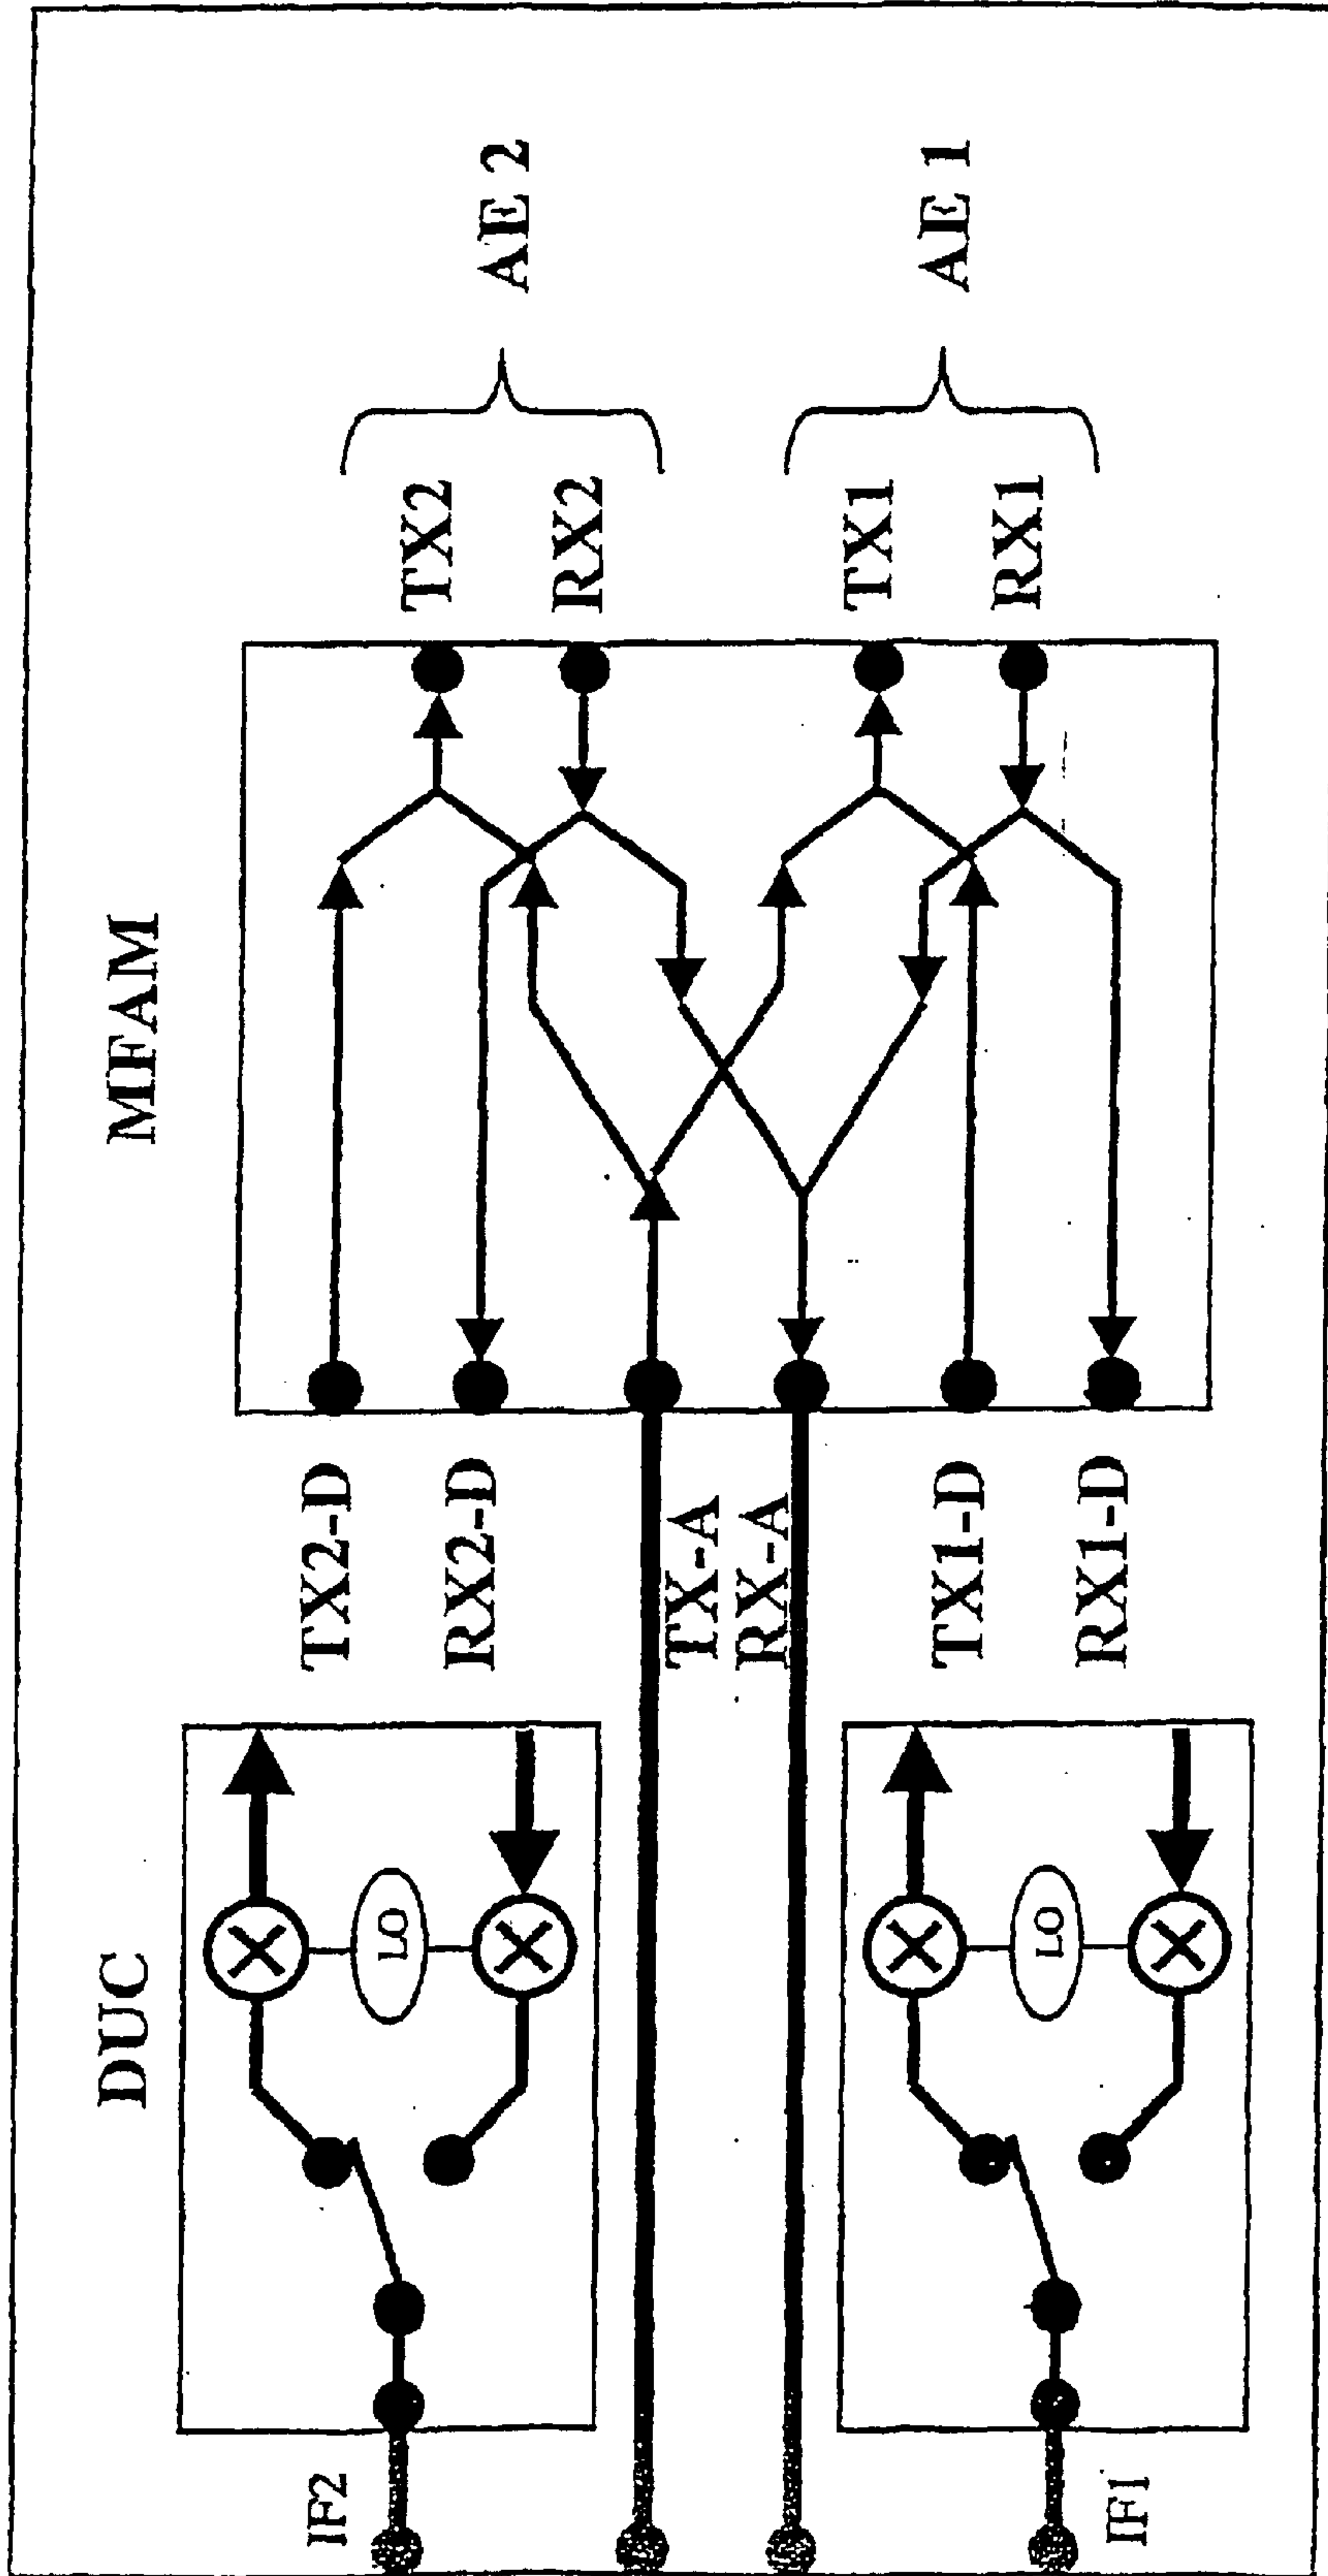 DUC
MFAM
IF2
LO
TX2-D
RX2-D
TX2
RX2
AE 2
TX-A
RX-A
IF1
LO
TX1-D
RX1-D
TX1
RX1
AE 1